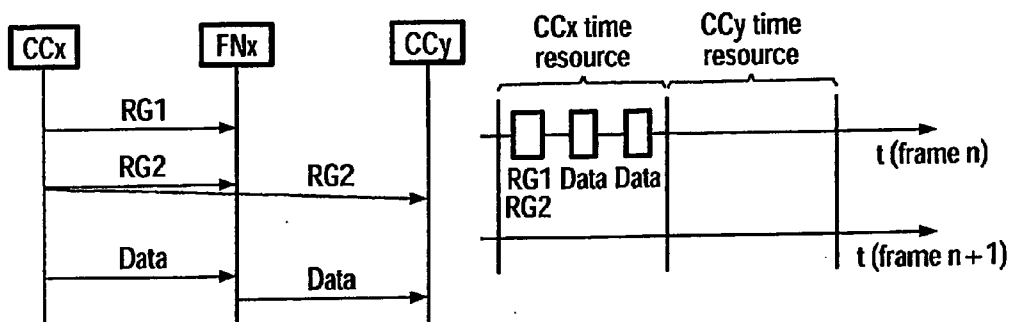 CCx FNx CCy
RG1
RG2 RG2
Data
Data
CCx time resource CCy time resource
RG1 Data Data
RG2
t (frame n)
t (frame n+1)